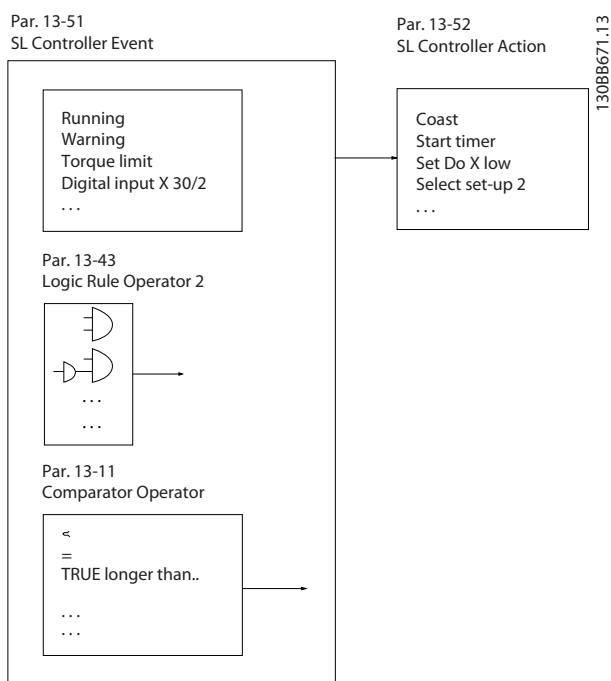 Par. 13-51
SL Controller Event
Par. 13-52
SL Controller Action
130BB671.13
Running
Warning
Torque limit
Digital input X 30/2
. . .
Coast
Start timer
Set Do X low
Select set-up 2
. . .
Par. 13-43
Logic Rule Operator 2
. . .
. . .
Par. 13-11
Comparator Operator
<
=
TRUE longer than..
. . .
. . .